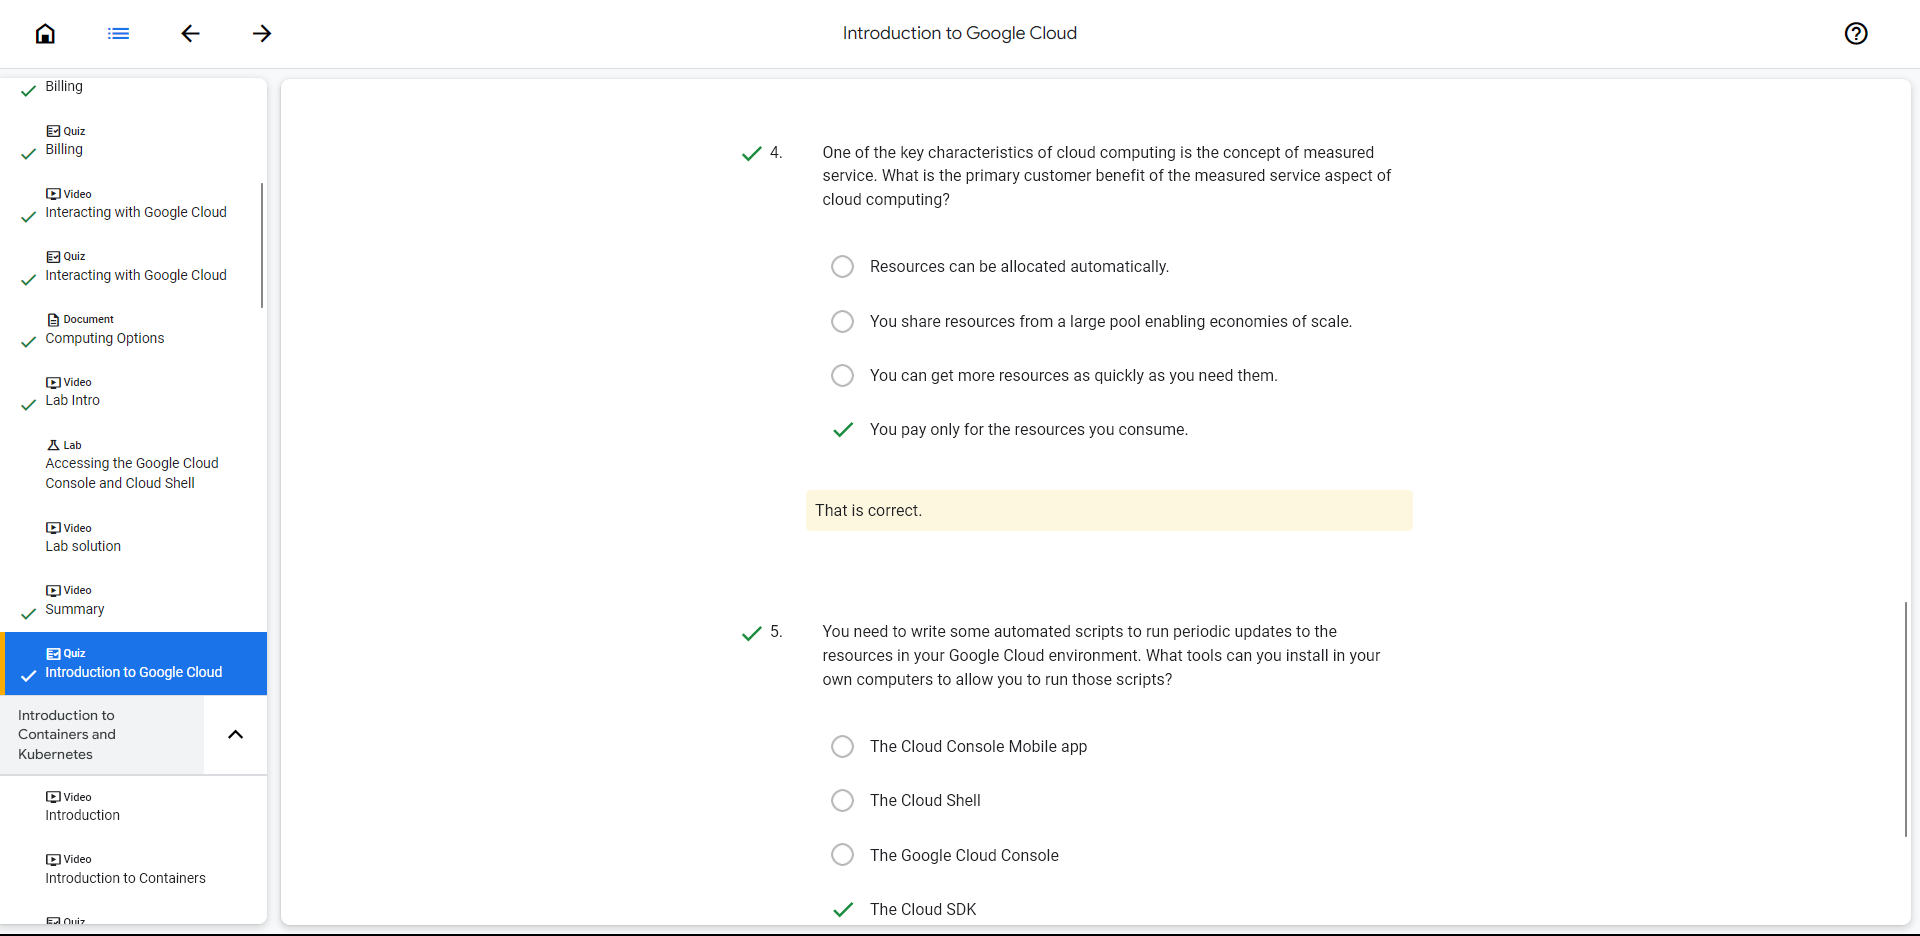 Introduction to Google Cloud
Billing
Quiz
Billing
Video
Interacting with Google Cloud
Quiz
Interacting with Google Cloud
Document
Computing Options
Video
Lab Intro
Lab
Accessing the Google Cloud
Console and Cloud Shell
Video
Lab solution
Video
Summary
Quiz
Introduction to Google Cloud
Introduction to
Containers and
Kubernetes
Video
Introduction
Video
Introduction to Containers
Quiz
4. One of the key characteristics of cloud computing is the concept of measured
service. What is the primary customer benefit of the measured service aspect of
cloud computing?
Resources can be allocated automatically.
You share resources from a large pool enabling economies of scale.
You can get more resources as quickly as you need them.
You pay only for the resources you consume.
That is correct.
5. You need to write some automated scripts to run periodic updates to the
resources in your Google Cloud environment. What tools can you install in your
own computers to allow you to run those scripts?
The Cloud Console Mobile app
The Cloud Shell
The Google Cloud Console
The Cloud SDK